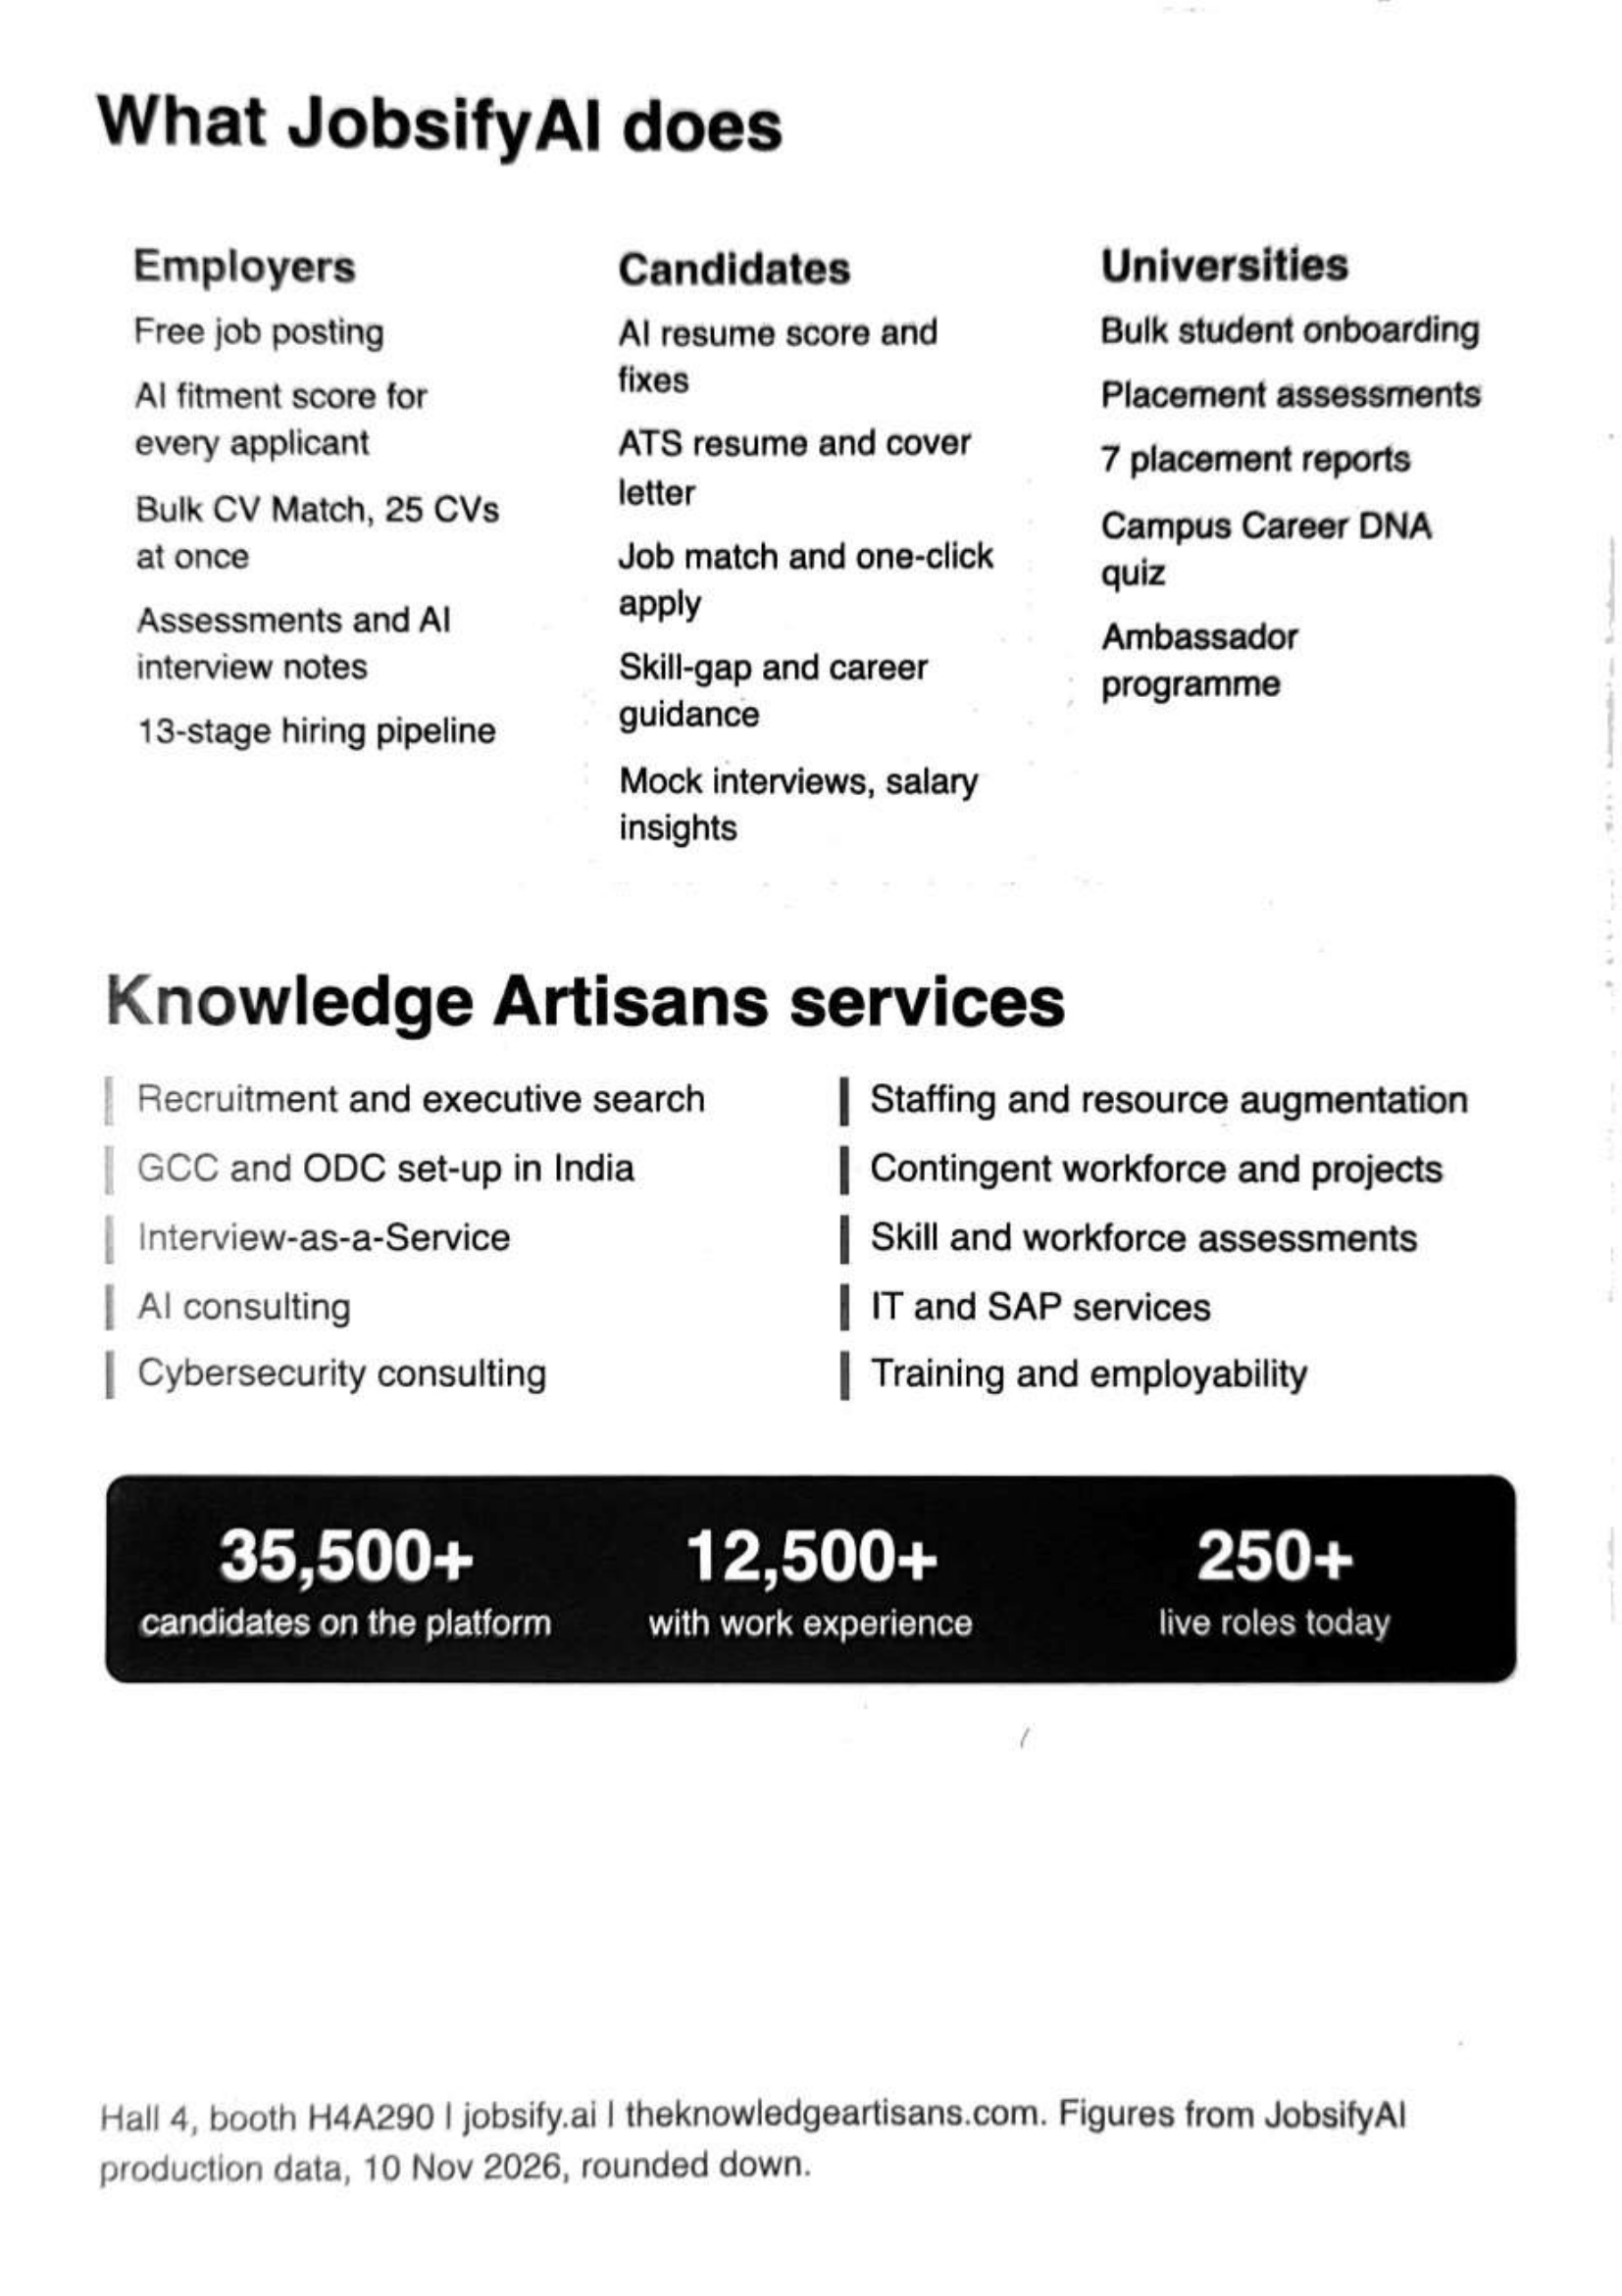 What JobsifyAI does
Employers
Free job posting
AI fitment score for
every applicant
Bulk CV Match, 25 CVs
at once
Assessments and AI
interview notes
13-stage hiring pipeline
Candidates
AI resume score and
fixes
ATS resume and cover
letter
Job match and one-click
apply
Skill-gap and career
guidance
Mock interviews, salary
insights
Universities
Bulk student onboarding
Placement assessments
7 placement reports
Campus Career DNA
quiz
Ambassador
programme
Knowledge Artisans services
Recruitment and executive search
GCC and ODC set-up in India
Interview-as-a-Service
AI consulting
Cybersecurity consulting
Staffing and resource augmentation
Contingent workforce and projects
Skill and workforce assessments
IT and SAP services
Training and employability
35,500+
candidates on the platform
12,500+
with work experience
250+
live roles today
Hall 4, booth H4A290 | jobsify.ai | theknowledgeartisans.com. Figures from JobsifyAI
production data, 10 Nov 2026, rounded down.